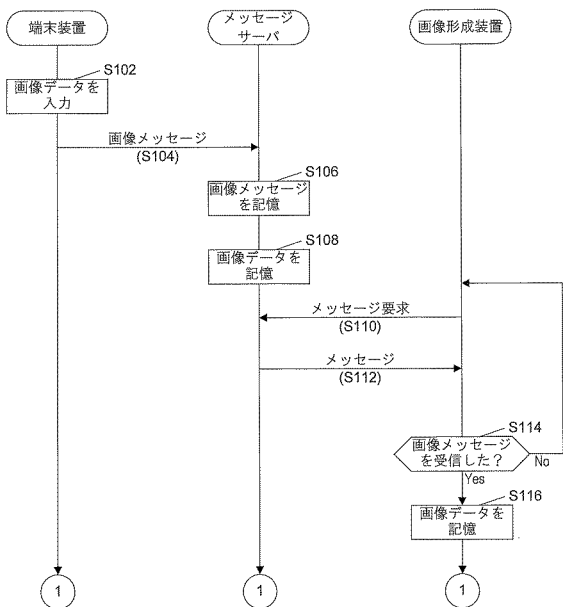 端末装置
メッセージ
サーバ
画像形成装置
S102
画像データを
入力
画像メッセージ
(S104)
S106
画像メッセージ
を記憶
S108
画像データを
記憶
メッセージ要求
(S110)
メッセージ
(S112)
S114
画像メッセージ
を受信した？
No
Yes
S116
画像データを
記憶
1
1
1